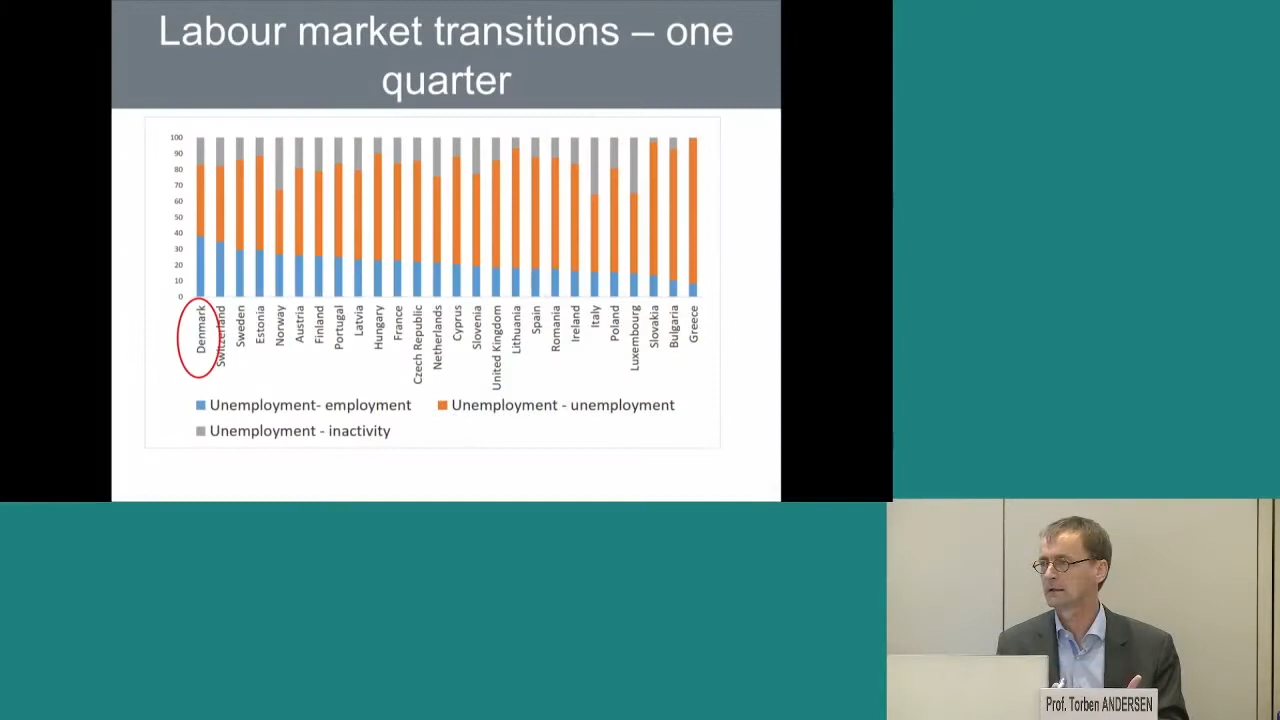 Labour market transitions – one
quarter
100
90
80
70
60
50
40
30
20
10
0
Denmark
Switzerland
Sweden
Estonia
Norway
Austria
Finland
Portugal
Latvia
Hungary
France
Czech Republic
Netherlands
Cyprus
Slovenia
United Kingdom
Lithuania
Spain
Romania
Ireland
Italy
Poland
Luxembourg
Slovakia
Bulgaria
Greece
Unemployment- employment
Unemployment - unemployment
Unemployment - inactivity
Prof. Torben ANDERSEN